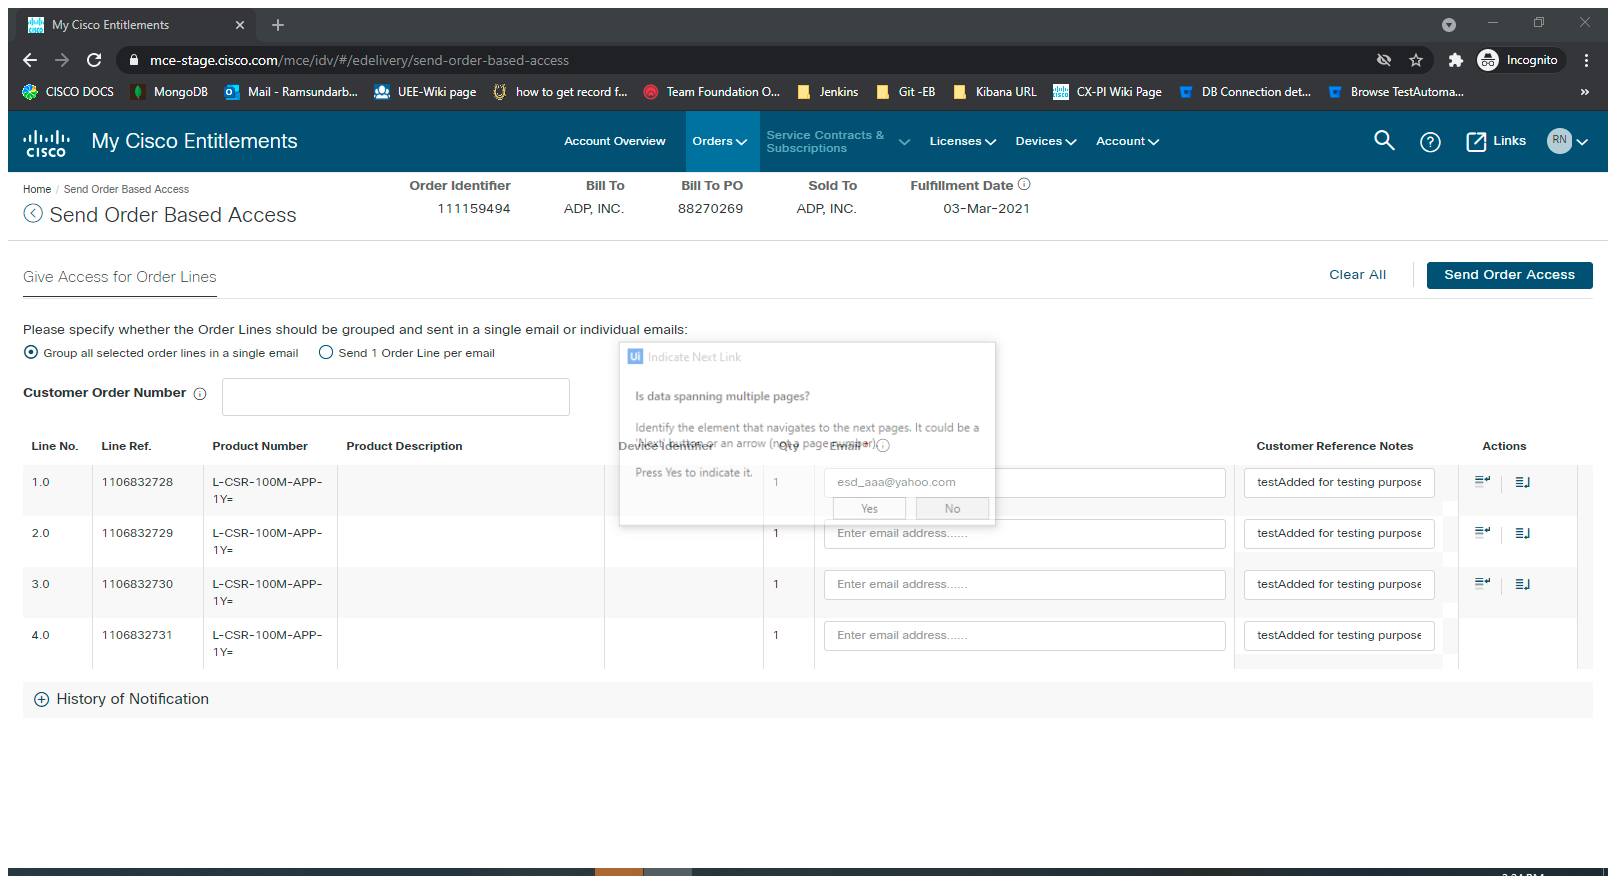 My Cisco Entitlements
mce-stage.cisco.com/mce/idv/#/edelivery/send-order-based-access
Incognito
CISCO DOCS MongoDB Mail - Ramsundarb... UEE-Wiki page how to get record f... Team Foundation O... Jenkins Git -EB Kibana URL CX-PI Wiki Page DB Connection det... Browse TestAutoma... »
CISCO My Cisco Entitlements Account Overview Orders Service Contracts & Subscriptions Licenses Devices Account Links RN
Home / Send Order Based Access
Send Order Based Access
Order Identifier Bill To Bill To PO Sold To Fulfillment Date
111159494 ADP, INC. 88270269 ADP, INC. 03-Mar-2021
Give Access for Order Lines Clear All Send Order Access
Please specify whether the Order Lines should be grouped and sent in a single email or individual emails:
Group all selected order lines in a single email Send 1 Order Line per email
Customer Order Number
Ui Indicate Next Link
Is data spanning multiple pages?
Identify the element that navigates to the next pages. It could be a
'Next' button or an arrow (not a page number).
Press Yes to indicate it.
Yes No
Line No. Line Ref. Product Number Product Description Device Identifier Qty Email * Customer Reference Notes Actions
1.0 1106832728 L-CSR-100M-APP- 1 esd_aaa@yahoo.com testAdded for testing purpose
1Y=
2.0 1106832729 L-CSR-100M-APP- 1 Enter email address...... testAdded for testing purpose
1Y=
3.0 1106832730 L-CSR-100M-APP- 1 Enter email address...... testAdded for testing purpose
1Y=
4.0 1106832731 L-CSR-100M-APP- 1 Enter email address...... testAdded for testing purpose
1Y=
History of Notification